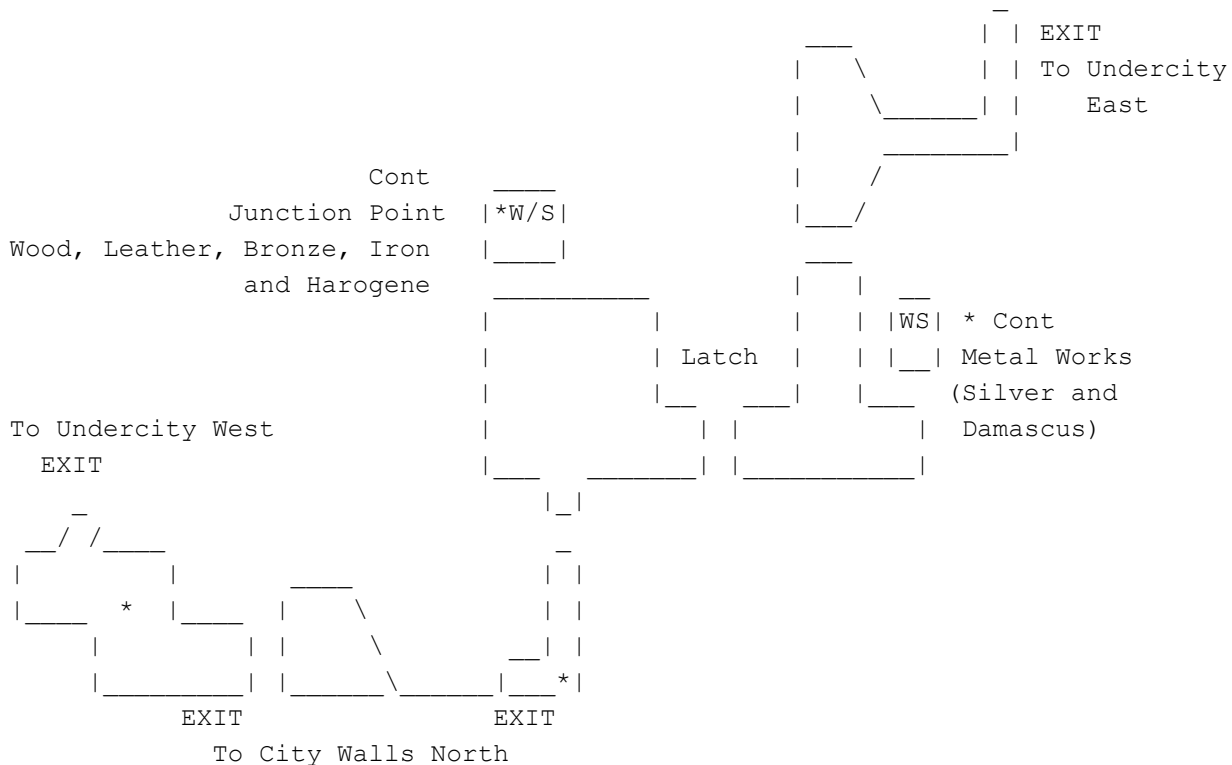 EXIT
To Undercity
East
Cont
Junction Point *W/S
Wood, Leather, Bronze, Iron
and Harogene
WS * Cont
Latch Metal Works
(Silver and
To Undercity West Damascus)
EXIT
*
*
EXIT EXIT
To City Walls North